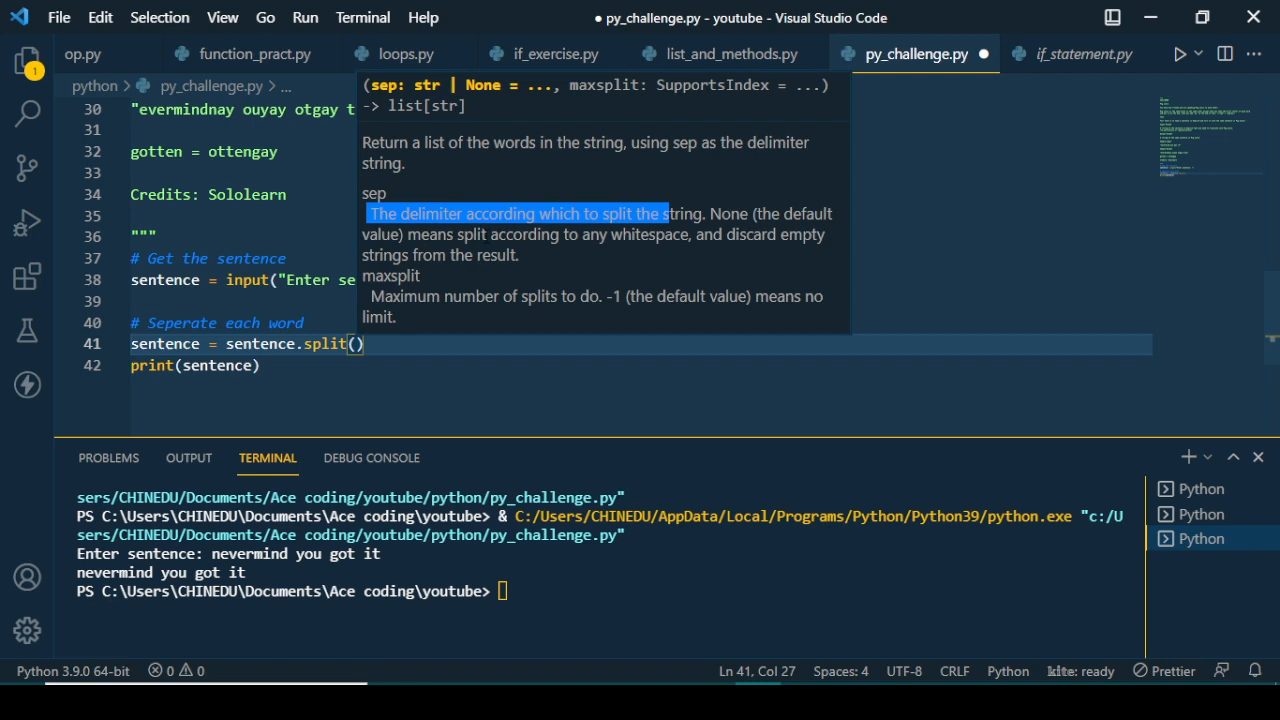 File Edit Selection View Go Run Terminal Help ● py_challenge.py - youtube - Visual Studio Code
op.py function_pract.py loops.py if_exercise.py list_and_methods.py py_challenge.py ● if_statement.py
python > py_challenge.py > ...
(sep: str | None = ..., maxsplit: SupportsIndex = ...)
-> list[str]
Return a list of the words in the string, using sep as the delimiter
string.
sep
The delimiter according which to split the string. None (the default
value) means split according to any whitespace, and discard empty
strings from the result.
maxsplit
Maximum number of splits to do. -1 (the default value) means no
limit.
30 "evermindnay ouyay otgay t
31
32 gotten = ottengay
33
34 Credits: Sololearn
35
36 """
37 # Get the sentence
38 sentence = input("Enter se
39
40 # Seperate each word
41 sentence = sentence.split()
42 print(sentence)
1
PROBLEMS OUTPUT TERMINAL DEBUG CONSOLE
sers/CHINEDU/Documents/Ace coding/youtube/python/py_challenge.py"
PS C:\Users\CHINEDU\Documents\Ace coding\youtube> & C:/Users/CHINEDU/AppData/Local/Programs/Python/Python39/python.exe "c:/U
sers/CHINEDU/Documents/Ace coding/youtube/python/py_challenge.py"
Enter sentence: nevermind you got it
nevermind you got it
PS C:\Users\CHINEDU\Documents\Ace coding\youtube>
Python
Python
Python
Python 3.9.0 64-bit 0 0 Ln 41, Col 27 Spaces: 4 UTF-8 CRLF Python kite: ready Prettier